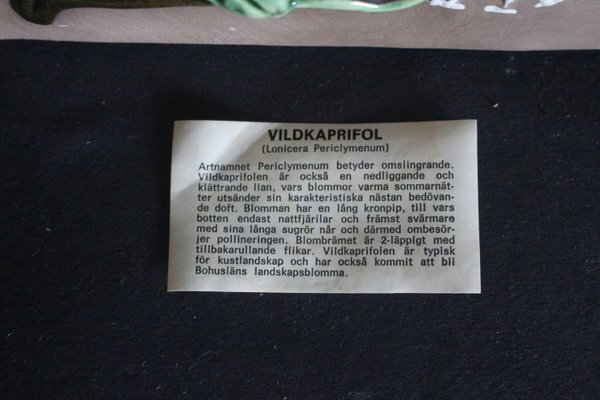 VILDKAPRIFOL
(Lonicera Periclymenum)
Artnamnet Periclymenum betyder omslingrande.
Vildkaprifolen är också en nedliggande och
klättrande lian, vars blommor varma sommarnät-
ter utsänder sin karakteristiska nästan bedövan-
de doft. Blomman har en lång kronpip, till vars
botten endast nattfjärilar och främst svärmare
med sina långa sugrör når och därmed ombesör-
jer pollineringen. Blombrämet är 2-läppigt med
tillbakarullande flikar. Vildkaprifolen är typisk
för kustlandskap och har också kommit att bli
Bohusläns landskapsblomma.